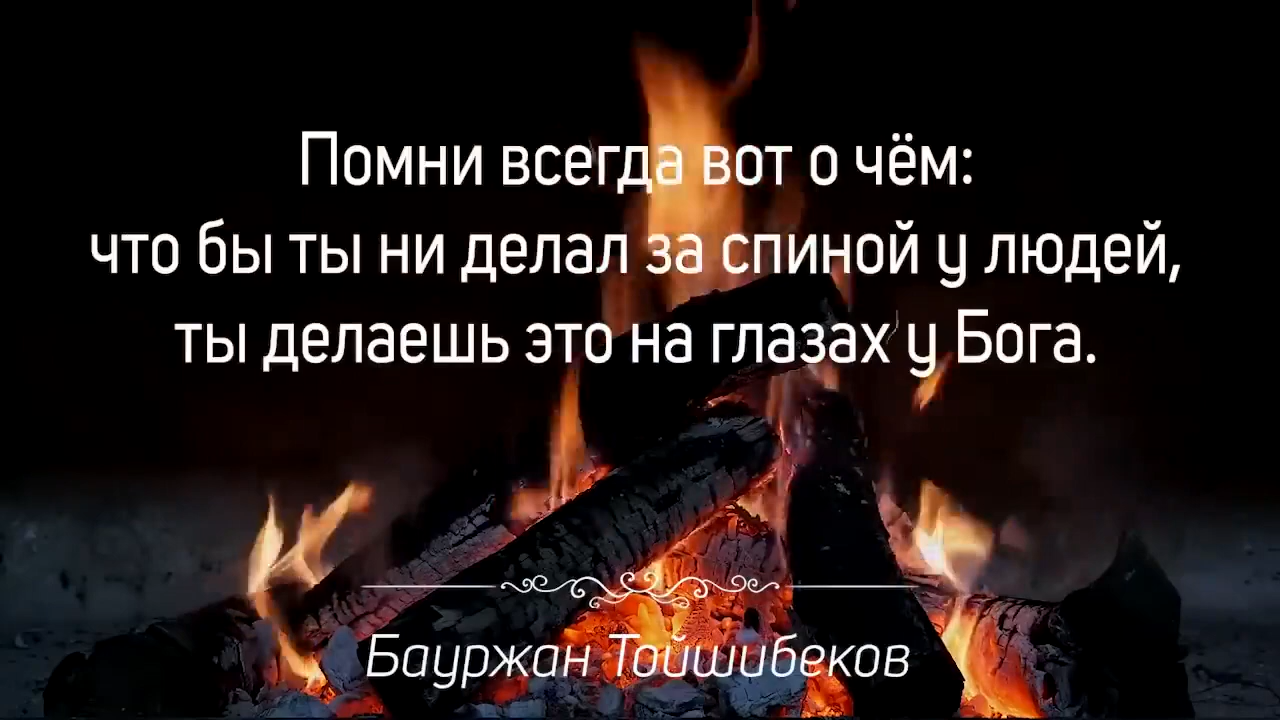 Помни всегда вот о чём:
что бы ты ни делал за спиной у людей,
ты делаешь это на глазах у Бога.
Бауржан Тойшибеков